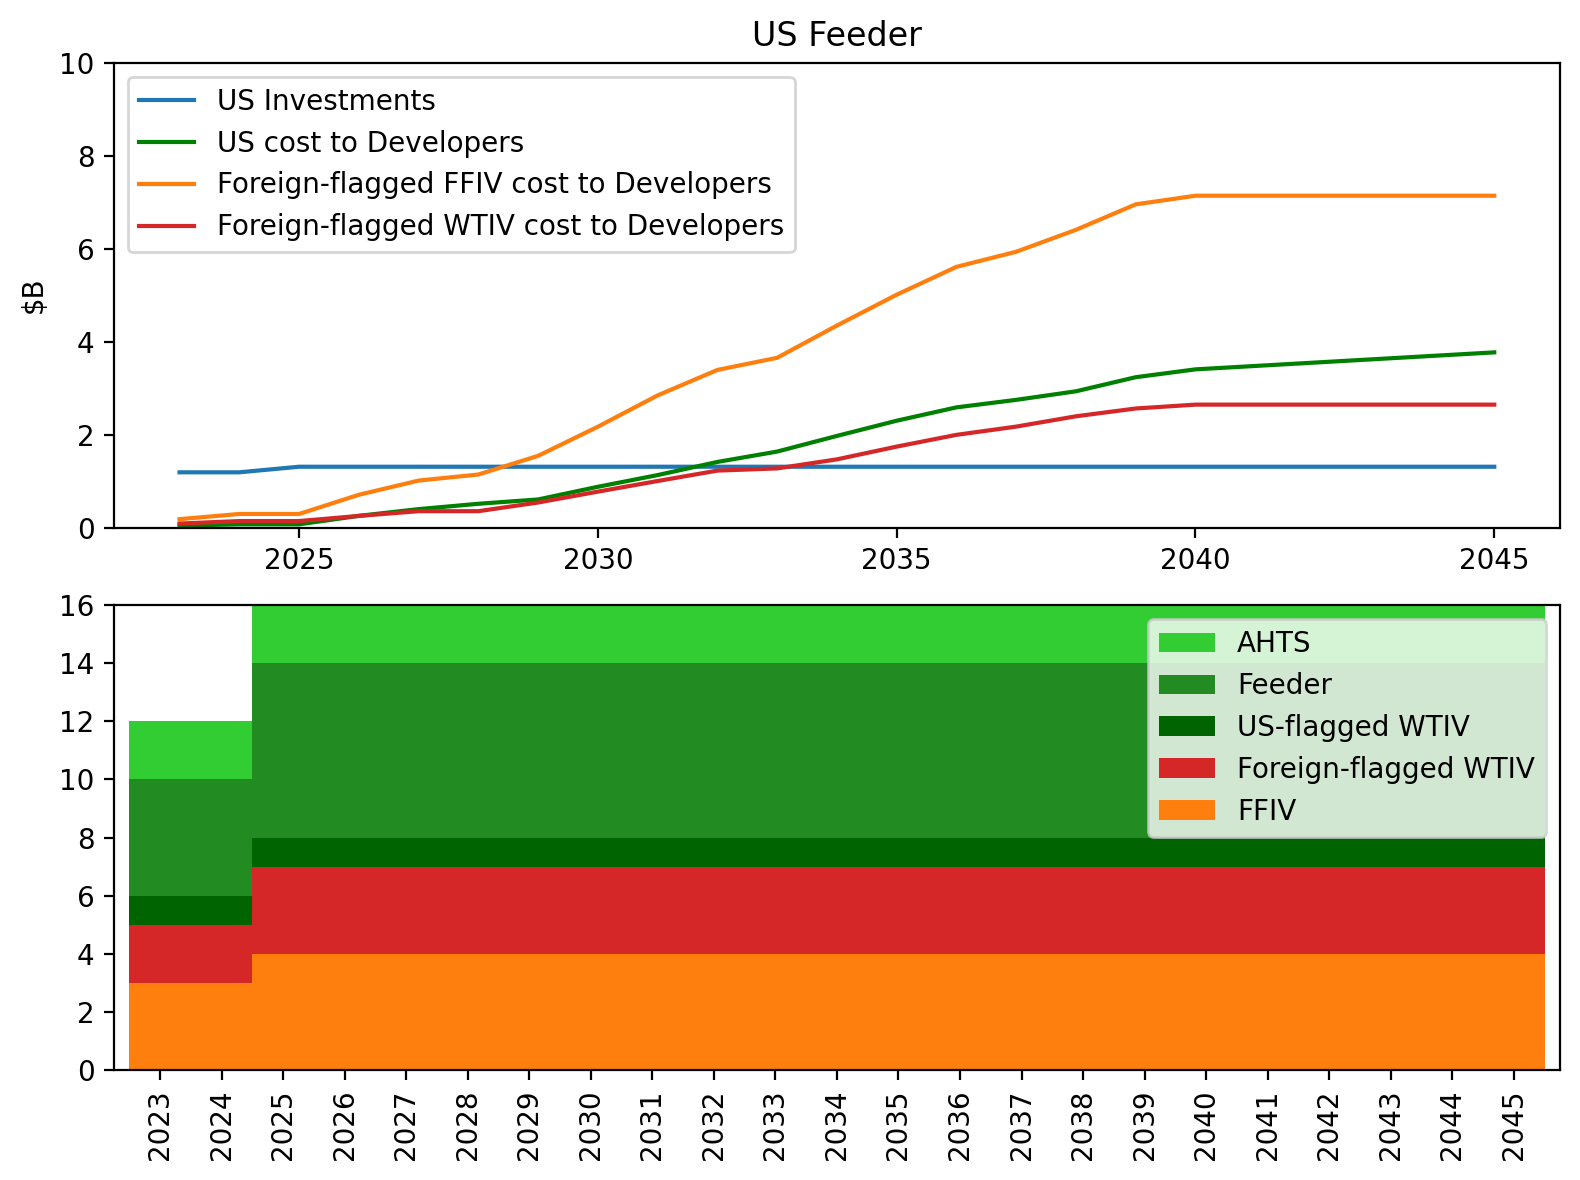 US Feeder
10
8
6
4
2
0
$B
US Investments
US cost to Developers
Foreign-flagged FFIV cost to Developers
Foreign-flagged WTIV cost to Developers
2025 2030 2035 2040 2045
16
14
12
10
8
6
4
2
0
AHTS
Feeder
US-flagged WTIV
Foreign-flagged WTIV
FFIV
2023 2024 2025 2026 2027 2028 2029 2030 2031 2032 2033 2034 2035 2036 2037 2038 2039 2040 2041 2042 2043 2044 2045